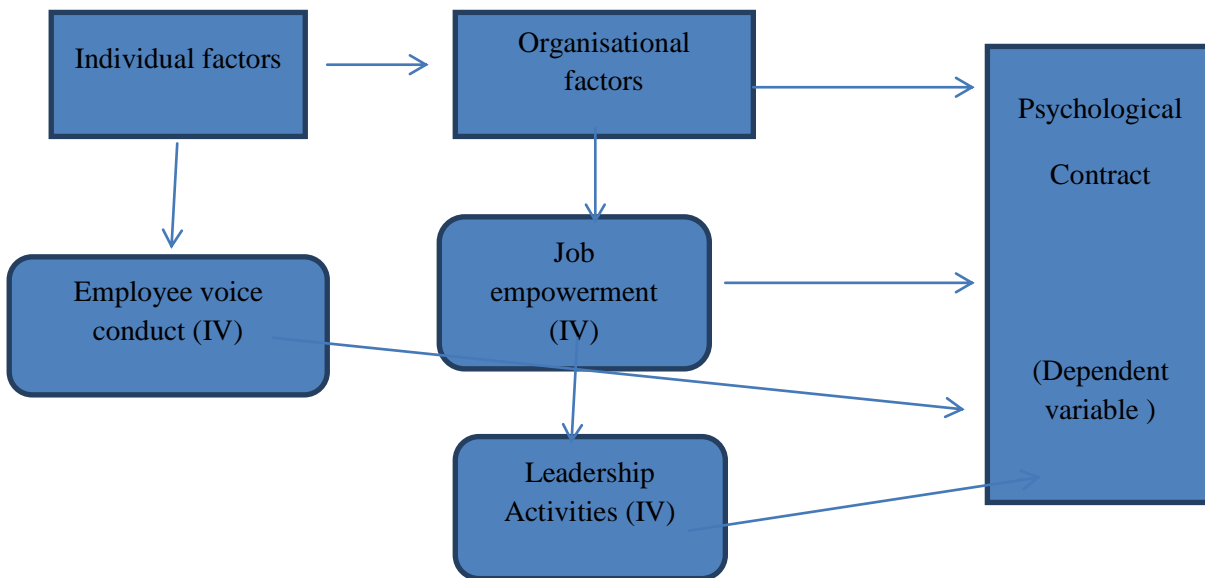 Individual factors
Organisational
factors
Psychological
Contract
(Dependent
variable )
Employee voice
conduct (IV)
Job
empowerment
(IV)
Leadership
Activities (IV)